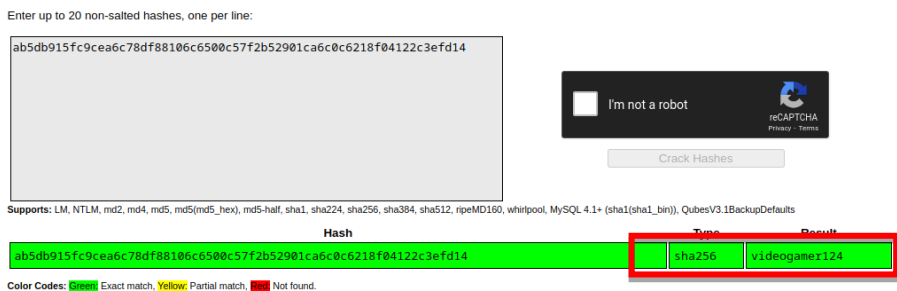 Enter up to 20 non-salted hashes, one per line:
ab5db915fc9cea6c78df88106c6500c57f2b52901ca6c0c6218f04122c3efd14
I'm not a robot
reCAPTCHA
Privacy - Terms
Crack Hashes
Supports: LM, NTLM, md2, md4, md5, md5(md5_hex), md5-half, sha1, sha224, sha256, sha384, sha512, ripeMD160, whirlpool, MySQL 4.1+ (sha1(sha1_bin)), QubesV3.1BackupDefaults
Hash Type Result
ab5db915fc9cea6c78df88106c6500c57f2b52901ca6c0c6218f04122c3efd14 sha256 videogamer124
Color Codes: Green: Exact match, Yellow: Partial match, Red: Not found.